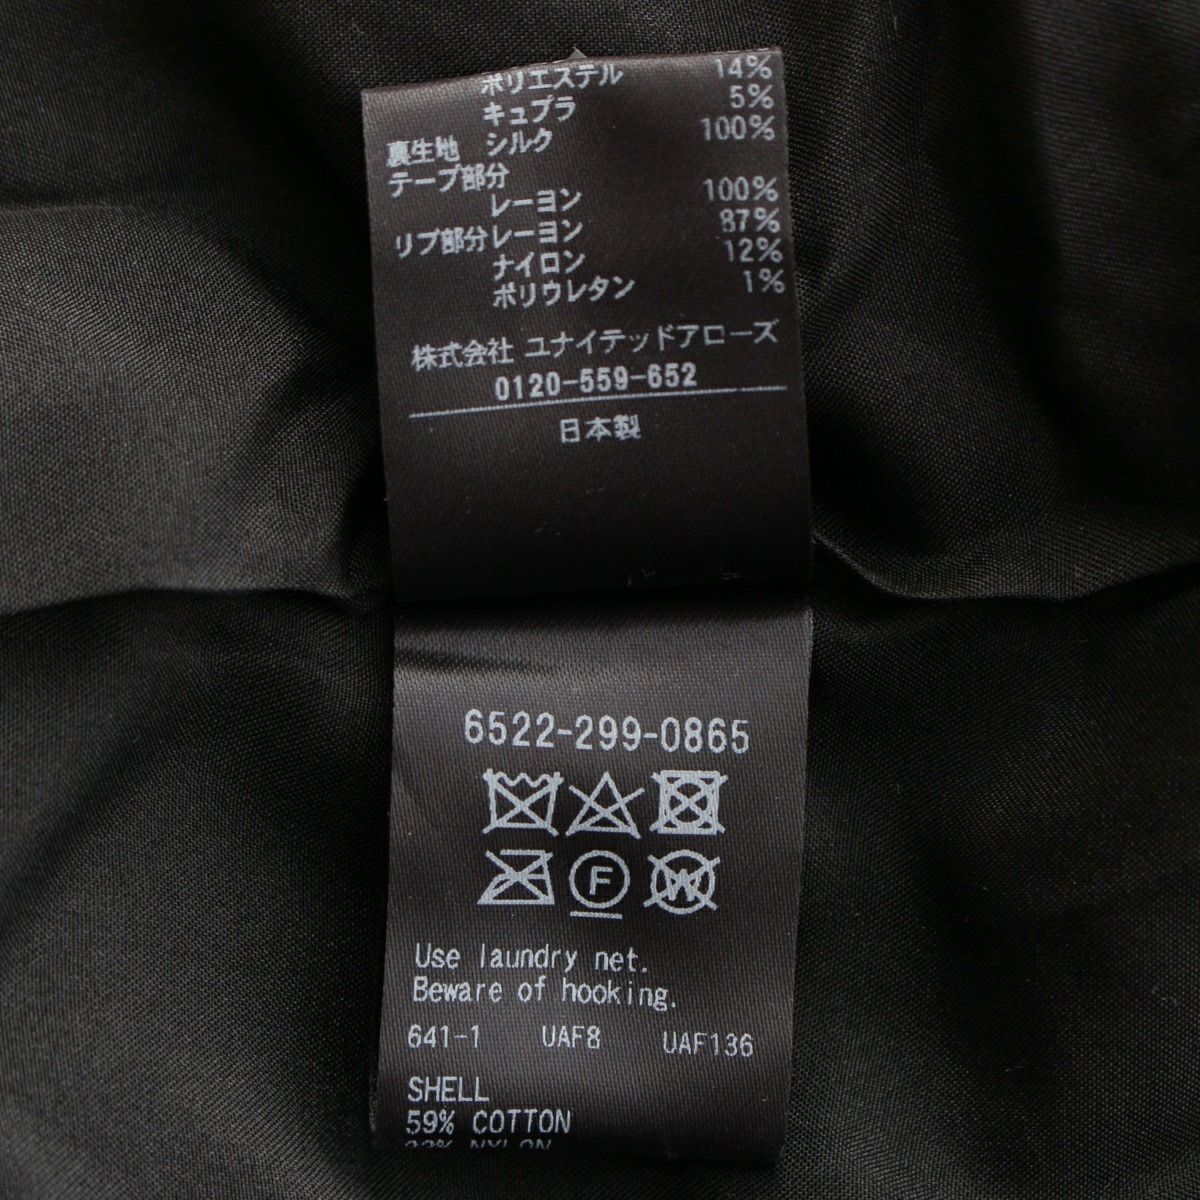 ポリエステル 14%
キュプラ 5%
裏生地 シルク 100%
テープ部分
レーヨン 100%
リブ部分レーヨン 87%
ナイロン 12%
ポリウレタン 1%
株式会社 ユナイテッドアローズ
0120-559-652
日本製
6522-299-0865
F
W
Use laundry net.
Beware of hooking.
641-1 UAF8 UAF136
SHELL
59% COTTON
NYLON